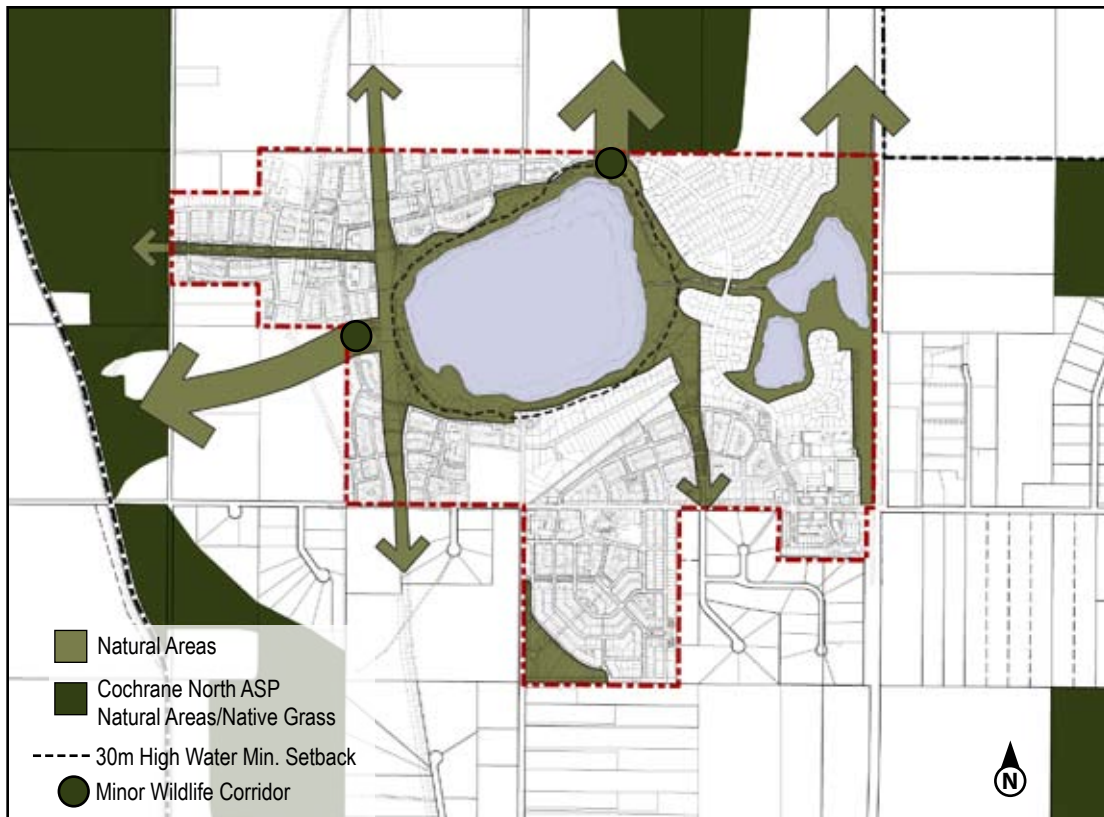 Natural Areas
Cochrane North ASP
Natural Areas/Native Grass
30m High Water Min. Setback
Minor Wildlife Corridor
N